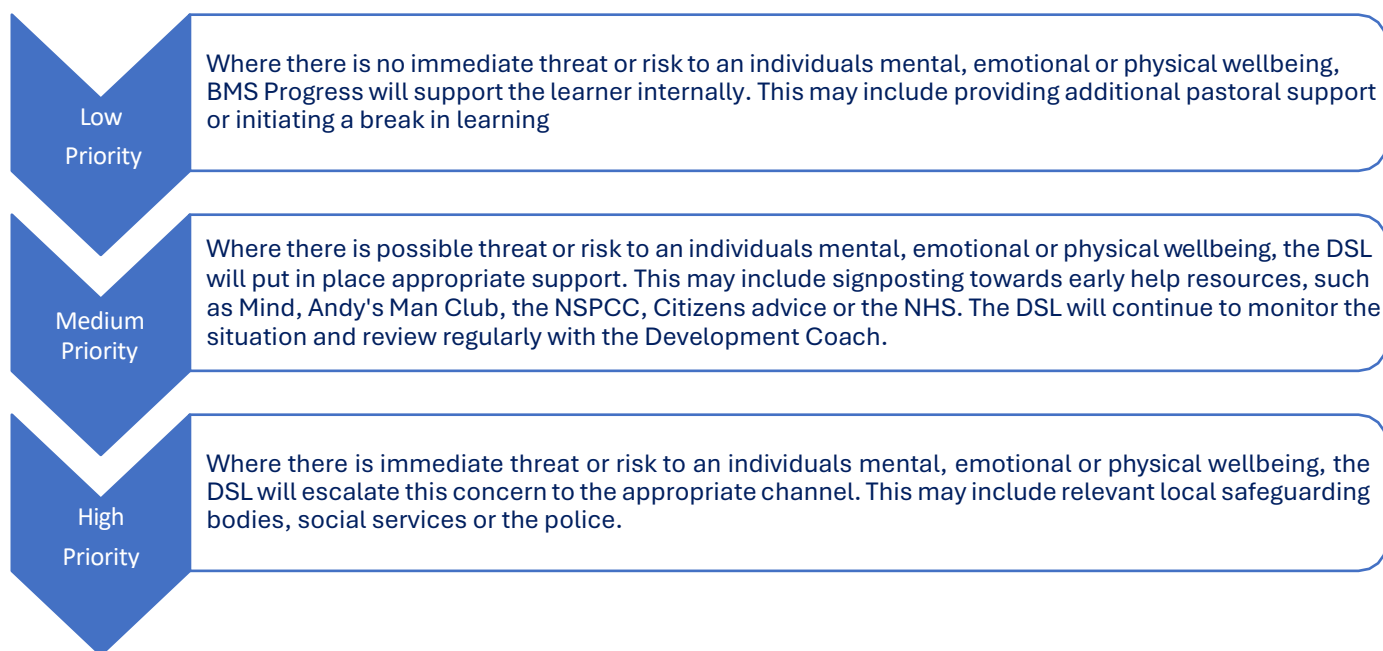 Low
Priority
Where there is no immediate threat or risk to an individuals mental, emotional or physical wellbeing,
BMS Progress will support the learner internally. This may include providing additional pastoral support
or initiating a break in learning
Medium
Priority
Where there is possible threat or risk to an individuals mental, emotional or physical wellbeing, the DSL
will put in place appropriate support. This may include signposting towards early help resources, such
as Mind, Andy's Man Club, the NSPCC, Citizens advice or the NHS. The DSL will continue to monitor the
situation and review regularly with the Development Coach.
High
Priority
Where there is immediate threat or risk to an individuals mental, emotional or physical wellbeing, the
DSL will escalate this concern to the appropriate channel. This may include relevant local safeguarding
bodies, social services or the police.